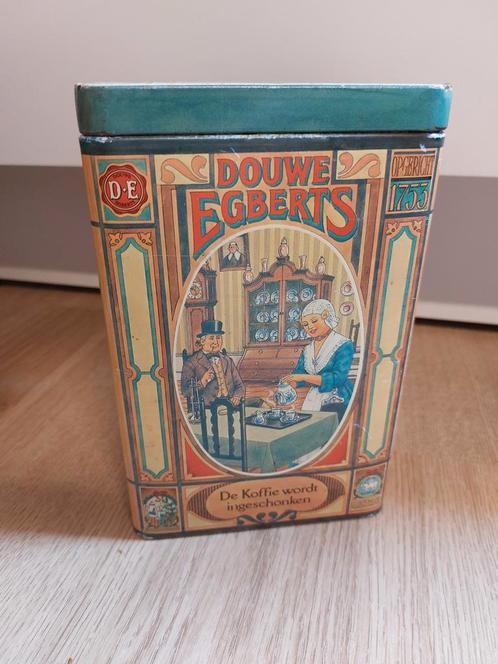 DOUWE
EGBERTS
D·E
OPGERICHT
1753
De Koffie wordt
ingeschonken